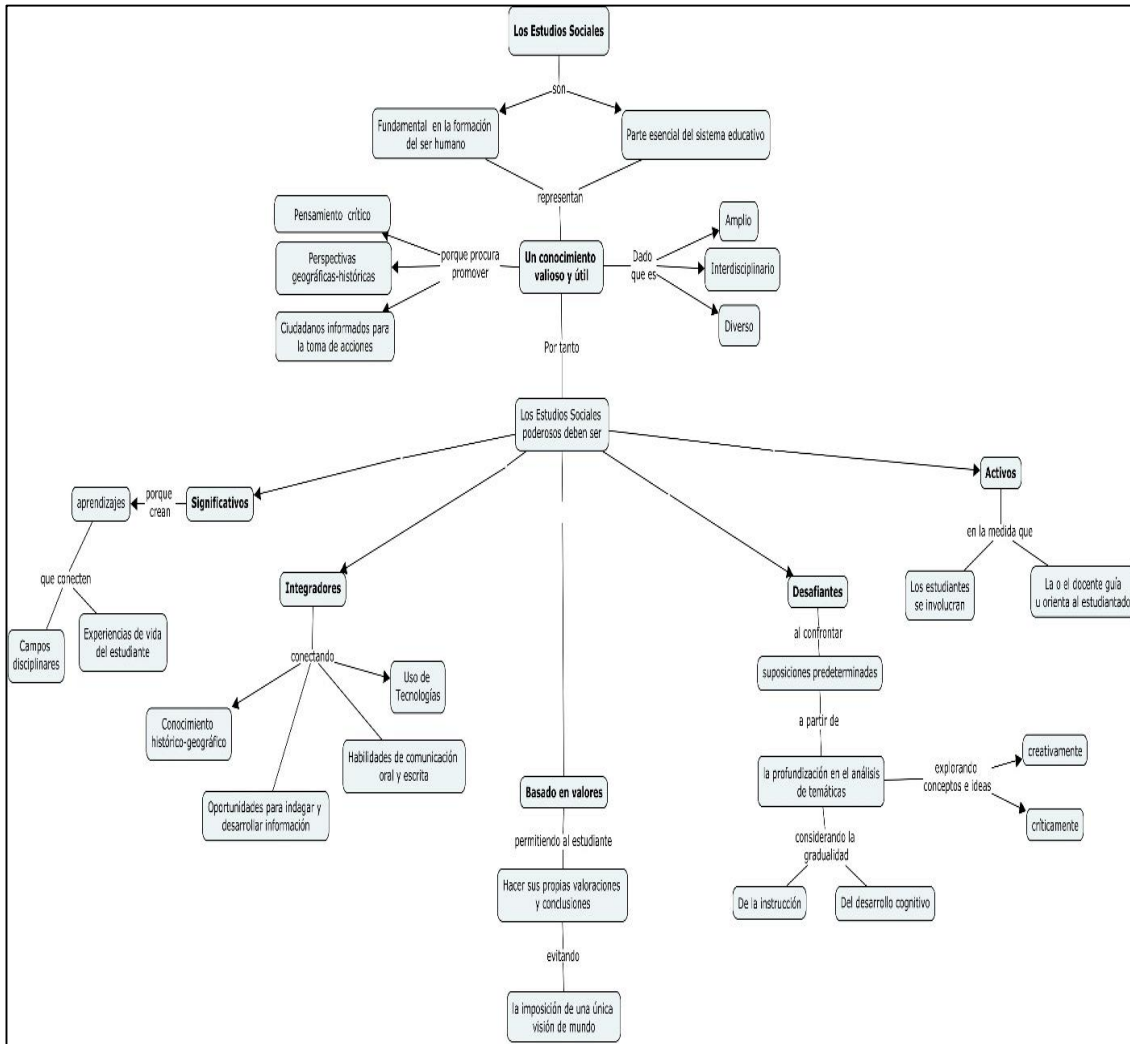 Los Estudios Sociales
son
Fundamental en la formación
del ser humano
Parte esencial del sistema educativo
representan
Pensamiento crítico
Perspectivas
geográficas-históricas
Ciudadanos informados para
la toma de acciones
porque procura
promover
Un conocimiento
valioso y útil
Dado
que es
Amplio
Interdisciplinario
Diverso
Por tanto
Los Estudios Sociales
poderosos deben ser
Significativos
porque
crean
aprendizajes
que conecten
Campos
disciplinares
Experiencias de vida
del estudiante
Integradores
conectando
Conocimiento
histórico-geográfico
Oportunidades para indagar y
desarrollar información
Habilidades de comunicación
oral y escrita
Uso de
Tecnologías
Basado en valores
permitiendo al estudiante
Hacer sus propias valoraciones
y conclusiones
evitando
la imposición de una única
visión de mundo
Desafiantes
al confrontar
suposiciones predeterminadas
a partir de
la profundización en el análisis
de temáticas
explorando
conceptos e ideas
creativamente
críticamente
considerando la
gradualidad
De la instrucción
Del desarrollo cognitivo
Activos
en la medida que
Los estudiantes
se involucran
La o el docente guía
u orienta al estudiantado